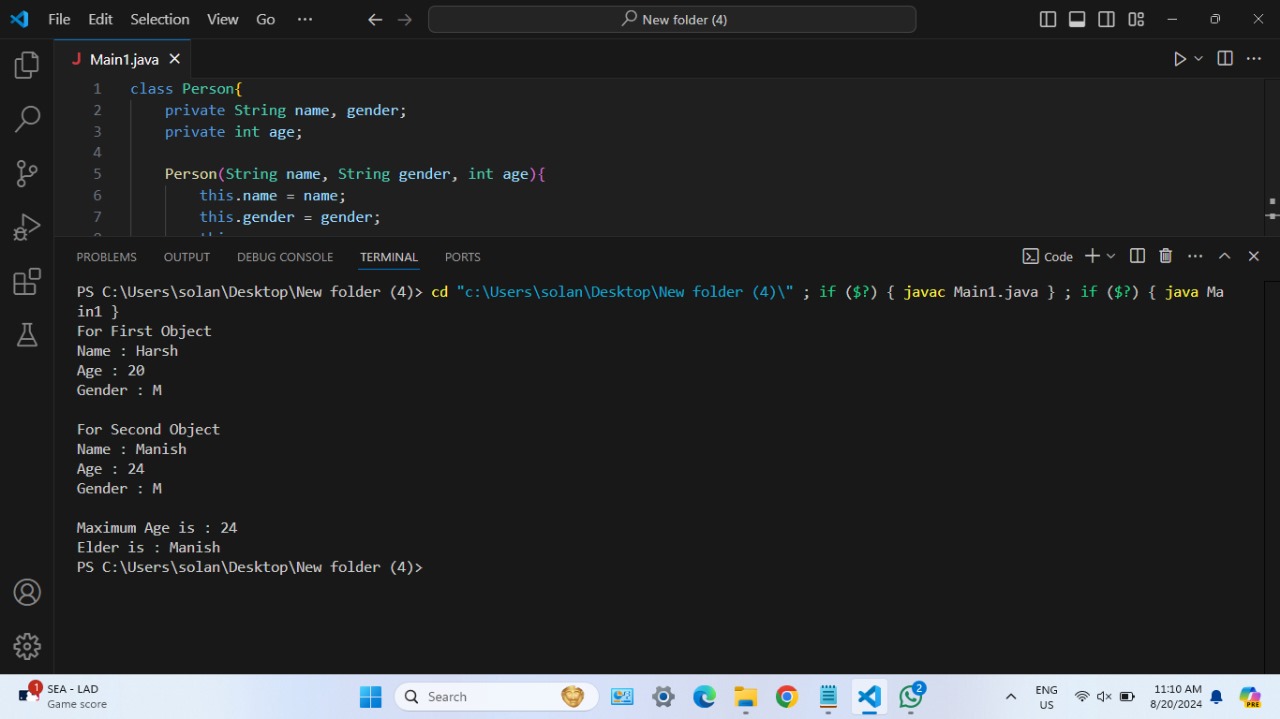 File Edit Selection View Go ··· New folder (4)
J Main1.java
1 class Person{
2 private String name, gender;
3 private int age;
4
5 Person(String name, String gender, int age){
6 this.name = name;
7 this.gender = gender;
PROBLEMS OUTPUT DEBUG CONSOLE TERMINAL PORTS Code
PS C:\Users\solan\Desktop\New folder (4)> cd "c:\Users\solan\Desktop\New folder (4)\" ; if ($?) { javac Main1.java } ; if ($?) { java Ma
in1 }
For First Object
Name : Harsh
Age : 20
Gender : M
For Second Object
Name : Manish
Age : 24
Gender : M
Maximum Age is : 24
Elder is : Manish
PS C:\Users\solan\Desktop\New folder (4)>
1 SEA - LAD
Game score
Search
2
PRE
ENG
US
11:10 AM
8/20/2024